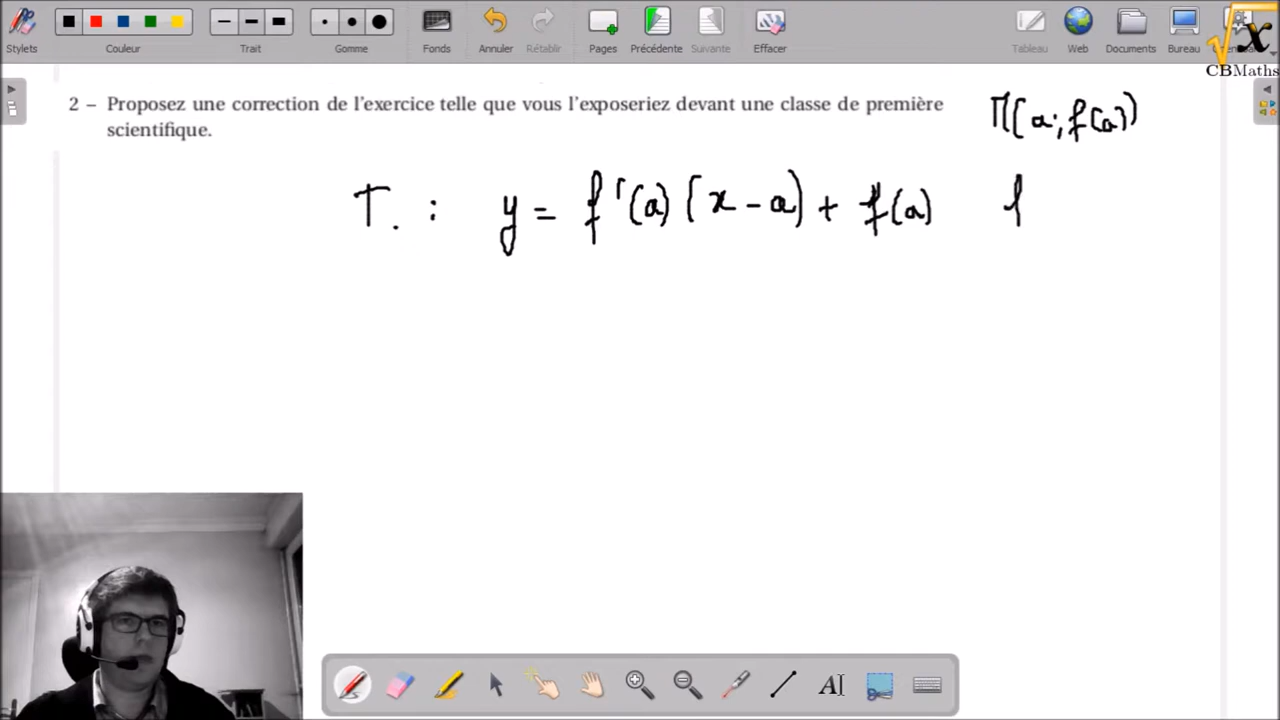 Stylets Couleur Trait Gomme Fonds Annuler Rétablir Pages Précédente Suivante Effacer Tableau Web Documents Bureau
CBMaths
2 – Proposez une correction de l'exercice telle que vous l'exposeriez devant une classe de première
scientifique.
M(a; f(a))
T : y = f'(a)(x - a) + f(a)
AI